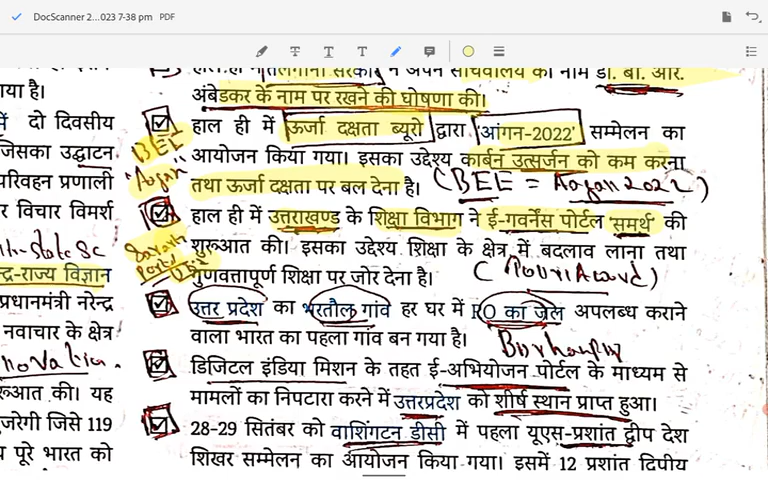 DocScanner 2...023 7-38 pm
PDF
गया है।
में दो दिवसीय
जिसका उद्घाटन
परिवहन प्रणाली
र विचार विमर्श
न्द्र-राज्य विज्ञान
प्रधानमंत्री नरेन्द्र
नवाचार के क्षेत्र
novation.
रूआत की। यह
जरेगी जिसे 119
पूरे भारत को
हाल ही में तेलंगाना सरकार ने अपने सचिवालय का नाम डॉ. बी. आर.
अंबेडकर के नाम पर रखने की घोषणा की।
हाल ही में ऊर्जा दक्षता ब्यूरो द्वारा 'आंगन-2022' सम्मेलन का
BEE
आयोजन किया गया। इसका उद्देश्य कार्बन उत्सर्जन को कम करना
तथा ऊर्जा दक्षता पर बल देना है। (BEE = Aagan 2022)
हाल ही में उत्तराखण्ड के शिक्षा विभाग ने ई-गवर्नेंस पोर्टल 'समर्थ' की
शुरूआत की। इसका उद्देश्य शिक्षा के क्षेत्र में बदलाव लाना तथा
गुणवत्तापूर्ण शिक्षा पर जोर देना है।
उत्तर प्रदेश का भरतौल गांव हर घर में RO का जल उपलब्ध कराने
वाला भारत का पहला गांव बन गया है।
डिजिटल इंडिया मिशन के तहत ई-अभियोजन पोर्टल के माध्यम से
मामलों का निपटारा करने में उत्तरप्रदेश को शीर्ष स्थान प्राप्त हुआ।
28-29 सितंबर को वाशिंगटन डीसी में पहला यूएस-प्रशांत द्वीप देश
शिखर सम्मेलन का आयोजन किया गया। इसमें 12 प्रशांत द्वीपीय